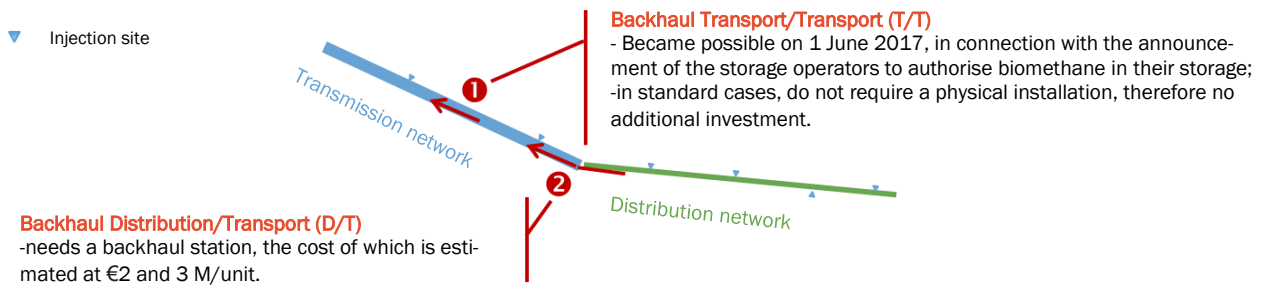 Injection site
Backhaul Transport/Transport (T/T)
- Became possible on 1 June 2017, in connection with the announce-
ment of the storage operators to authorise biomethane in their storage;
-in standard cases, do not require a physical installation, therefore no
additional investment.
1
Transmission network
2
Distribution network
Backhaul Distribution/Transport (D/T)
-needs a backhaul station, the cost of which is esti-
mated at €2 and 3 M/unit.